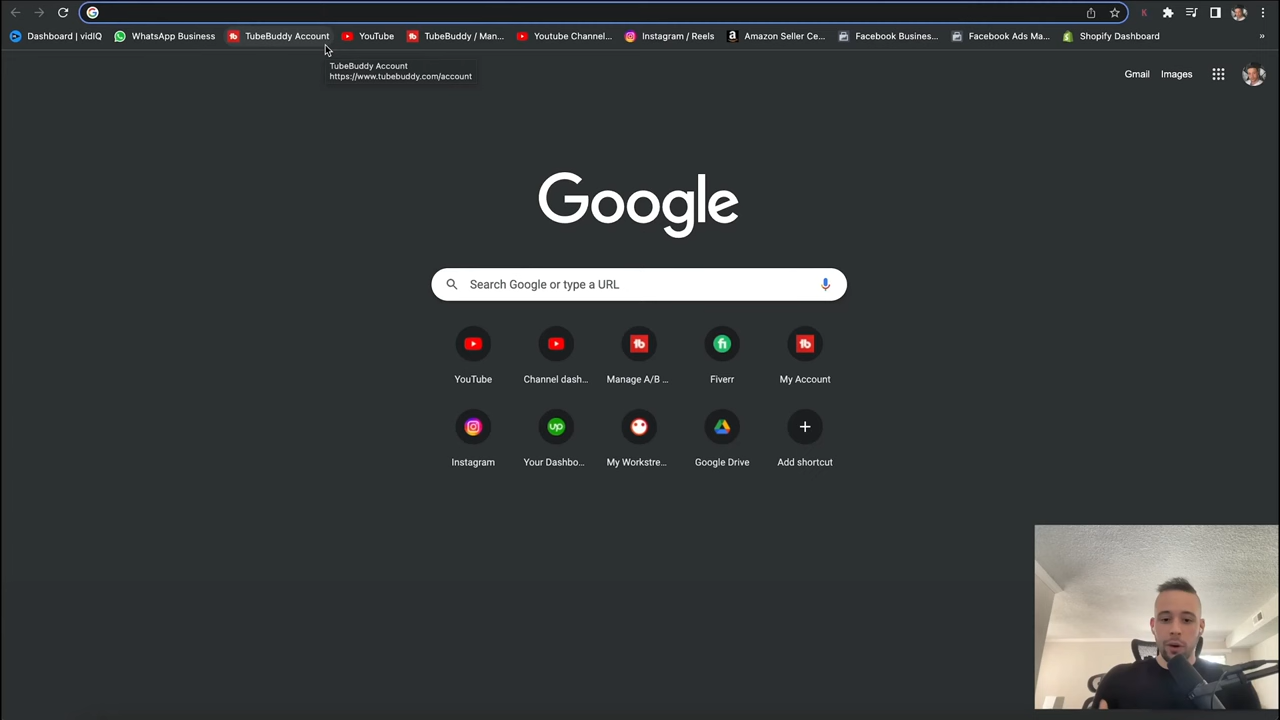 Dashboard | vidIQ
WhatsApp Business
TubeBuddy Account
YouTube
TubeBuddy / Man...
Youtube Channel...
Instagram / Reels
Amazon Seller Ce...
Facebook Business...
Facebook Ads Ma...
Shopify Dashboard
»
TubeBuddy Account
https://www.tubebuddy.com/account
Gmail
Images
Google
Search Google or type a URL
YouTube
Channel dash...
Manage A/B ...
Fiverr
My Account
Instagram
Your Dashbo...
My Workstre...
Google Drive
Add shortcut